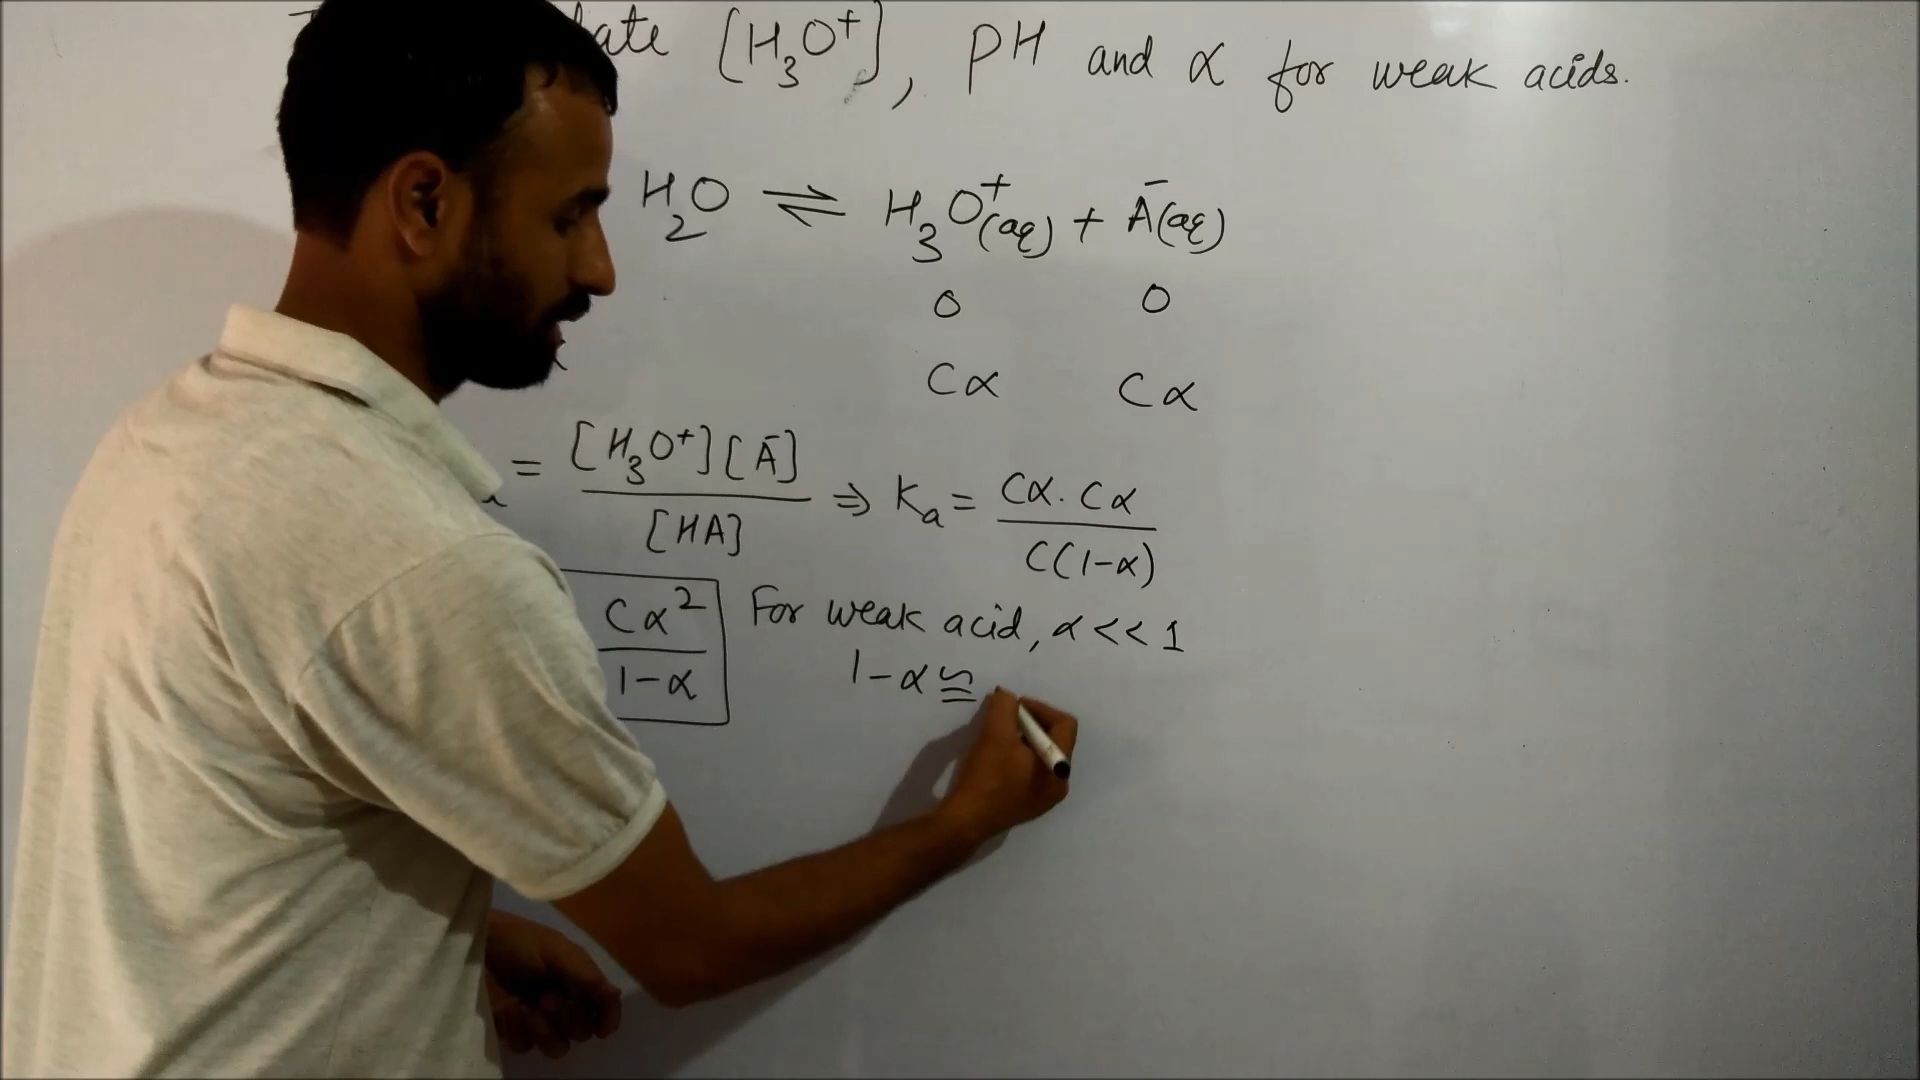 ate [H₃O⁺], PH and α for weak acids.
H₂O ⇌ H₃O⁺(aq) + A⁻(aq)
0 0
Cα Cα
= [H₃O⁺][A⁻] / [HA] ⇒ Ka = Cα. Cα / C(1-α)
Cα² / 1-α For weak acid, α << 1
1-α ≅